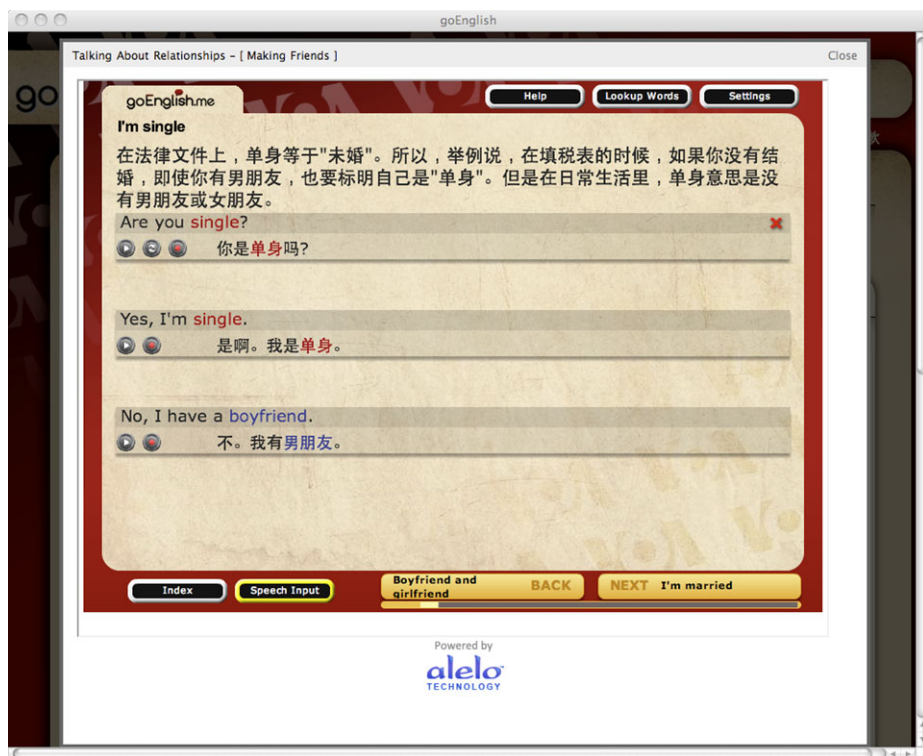 goEnglish
Talking About Relationships - [ Making Friends ]
Close
go
goEnglish.me
Help
Lookup Words
Settings
I'm single
在法律文件上，单身等于"未婚"。所以，举例说，在填税表的时候，如果你没有结
婚，即使你有男朋友，也要标明自己是"单身"。但是在日常生活里，单身意思是没
有男朋友或女朋友。
Are you single?
你是单身吗?
Yes, I'm single.
是啊。我是单身。
No, I have a boyfriend.
不。我有男朋友。
Index
Speech Input
Boyfriend and
girlfriend
BACK
NEXT I'm married
Powered by
alelo
TECHNOLOGY